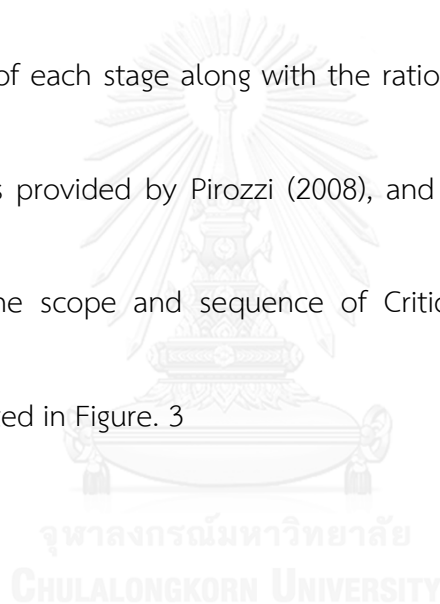 of each stage along with the ratio
s provided by Pirozzi (2008), and
ne scope and sequence of Critic
ed in Figure. 3
จุฬาลงกรณ์มหาวิทยาลัย
CHULALONGKORN UNIVERSITY